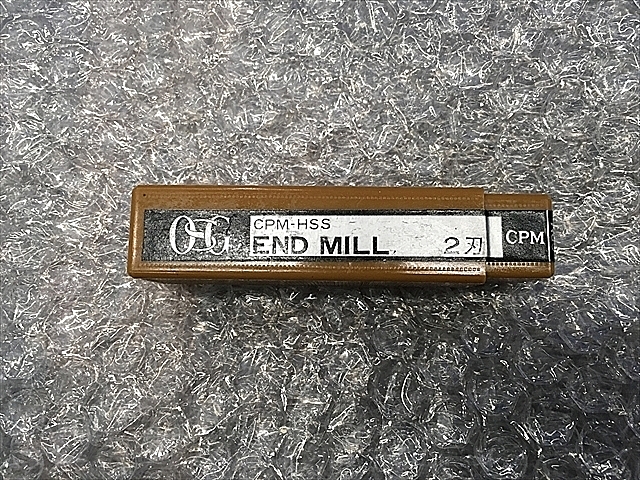 OSG
CPM-HSS
END MILL 2刃
CPM